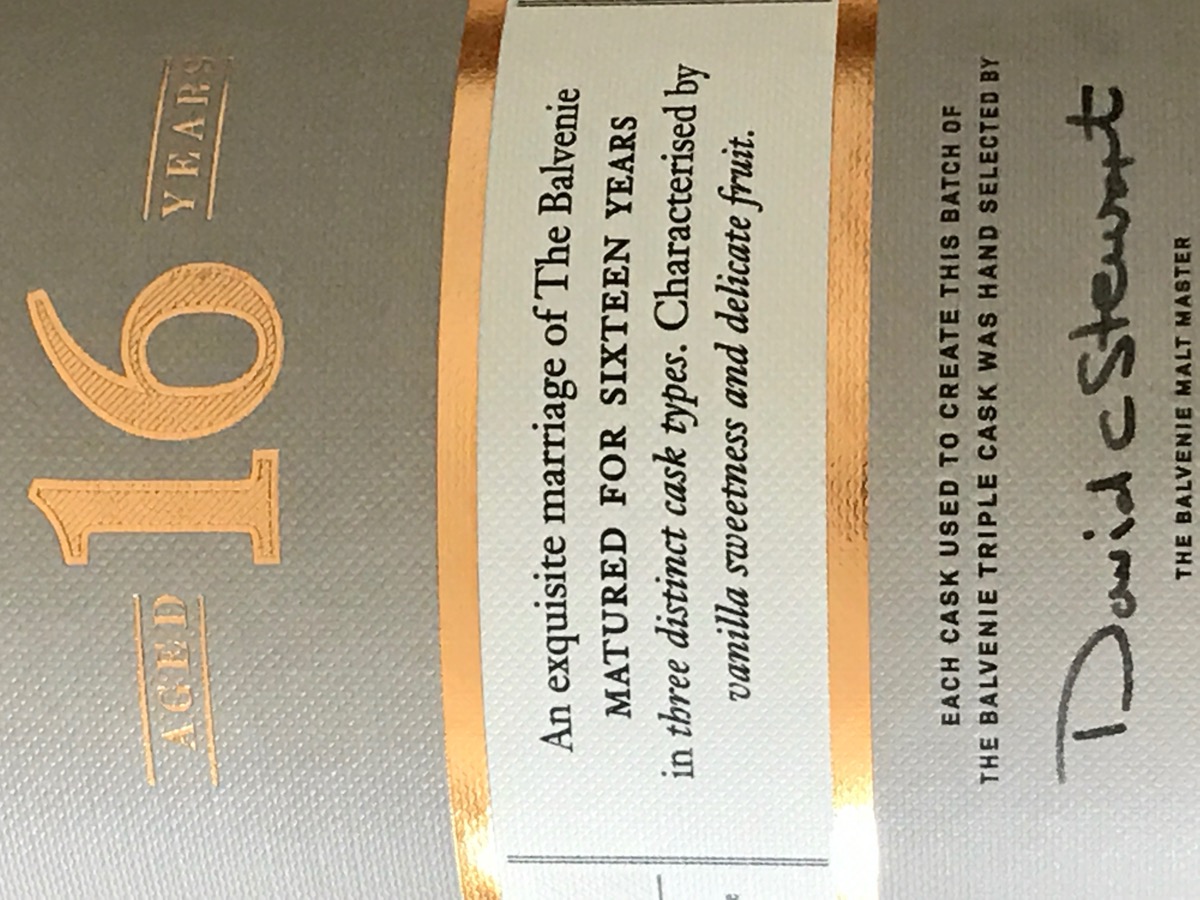 AGED 16 YEARS
An exquisite marriage of The Balvenie
MATURED FOR SIXTEEN YEARS
in three distinct cask types. Characterised by
vanilla sweetness and delicate fruit.
EACH CASK USED TO CREATE THIS BATCH OF
THE BALVENIE TRIPLE CASK WAS HAND SELECTED BY
David C Stewart
THE BALVENIE MALT MASTER